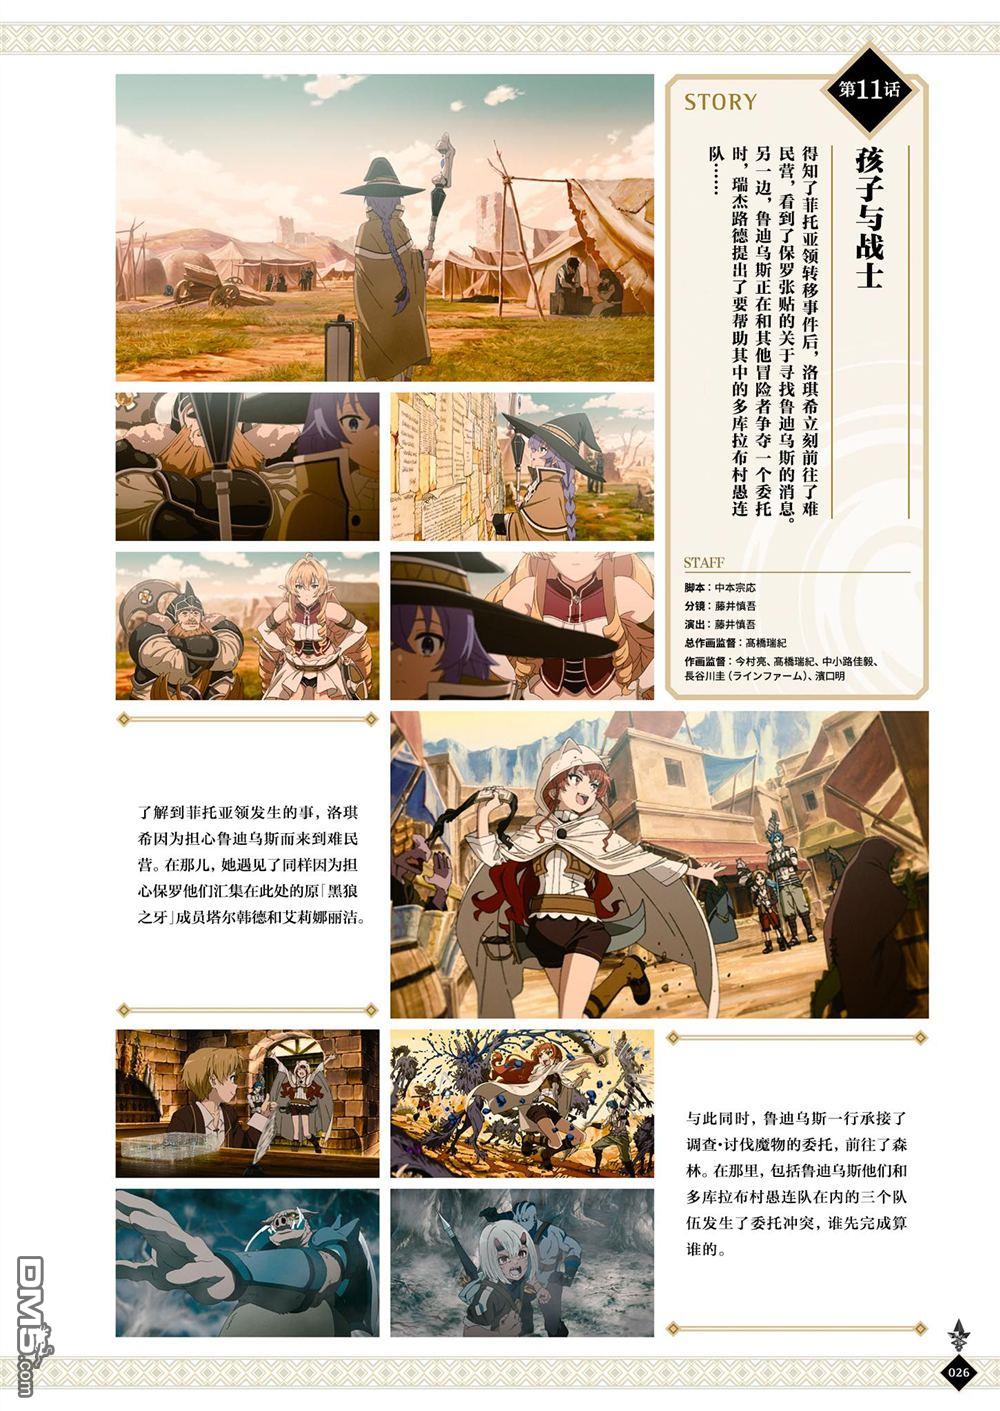 第11话
STORY
孩子与战士
得知了菲托亚领转移事件后，洛琪希立刻前往了难
民营，看到了保罗张贴的关于寻找鲁迪乌斯的消息。
另一边，鲁迪乌斯正在和其他冒险者争夺一个委托
时，瑞杰路德提出了要帮助其中的多库拉布村愚连
队……
STAFF
脚本：中本宗応
分镜：藤井慎吾
演出：藤井慎吾
总作画监督：髙橋瑞紀
作画监督：今村亮、髙橋瑞紀、中小路佳毅、
長谷川圭（ラインファーム）、濱口明
了解到菲托亚领发生的事，洛琪
希因为担心鲁迪乌斯而来到难民
营。在那儿，她遇见了同样因为担
心保罗他们汇集在此处的原「黑狼
之牙」成员塔尔韩德和艾莉娜丽洁。
与此同时，鲁迪乌斯一行承接了
调查·讨伐魔物的委托，前往了森
林。在那里，包括鲁迪乌斯他们和
多库拉布村愚连队在内的三个队
伍发生了委托冲突，谁先完成算
谁的。
DM5.com
026